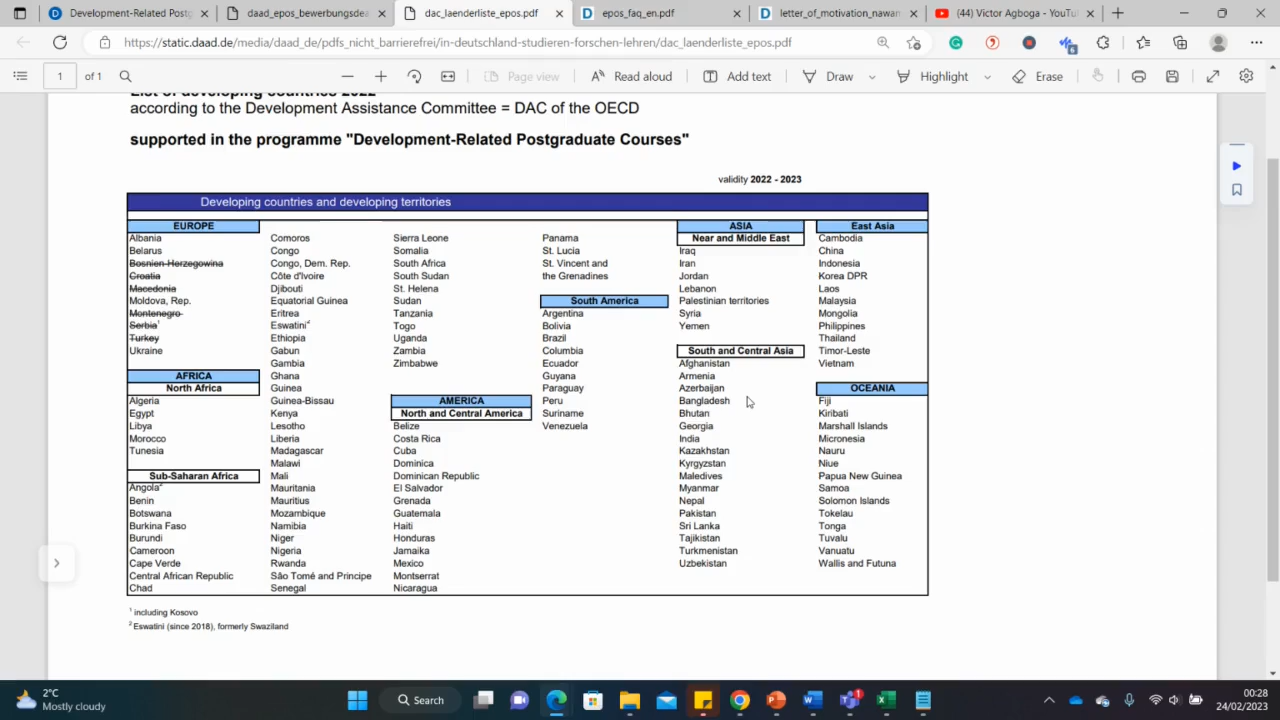 Development-Related Postg
daad_epos_bewerbungsdea
dac_laenderliste_epos.pdf
epos_faq_en.pdf
letter_of_motivation_nawan
(44) Victor Agboga - YouTu
https://static.daad.de/media/daad_de/pdfs_nicht_barrierefrei/in-deutschland-studieren-forschen-lehren/dac_laenderliste_epos.pdf
6
1 of 1
Page view
Read aloud
Add text
Draw
Highlight
Erase
List of developing countries 2022
according to the Development Assistance Committee = DAC of the OECD
supported in the programme "Development-Related Postgraduate Courses"
validity 2022 - 2023
Developing countries and developing territories
EUROPE
Albania
Belarus
Bosnien-Herzegowina
Croatia
Macedonia
Moldova, Rep.
Montenegro
Serbia¹
Turkey
Ukraine
AFRICA
North Africa
Algeria
Egypt
Libya
Morocco
Tunesia
Sub-Saharan Africa
Angola²
Benin
Botswana
Burkina Faso
Burundi
Cameroon
Cape Verde
Central African Republic
Chad
Comoros
Congo
Congo, Dem. Rep.
Côte d'Ivoire
Djibouti
Equatorial Guinea
Eritrea
Eswatini²
Ethiopia
Gabun
Gambia
Ghana
Guinea
Guinea-Bissau
Kenya
Lesotho
Liberia
Madagascar
Malawi
Mali
Mauritania
Mauritius
Mozambique
Namibia
Niger
Nigeria
Rwanda
São Tomé and Principe
Senegal
Sierra Leone
Somalia
South Africa
South Sudan
St. Helena
Sudan
Tanzania
Togo
Uganda
Zambia
Zimbabwe
AMERICA
North and Central America
Belize
Costa Rica
Cuba
Dominica
Dominican Republic
El Salvador
Grenada
Guatemala
Haiti
Honduras
Jamaika
Mexico
Montserrat
Nicaragua
Panama
St. Lucia
St. Vincent and
the Grenadines
South America
Argentina
Bolivia
Brazil
Columbia
Ecuador
Guyana
Paraguay
Peru
Suriname
Venezuela
ASIA
Near and Middle East
Iraq
Iran
Jordan
Lebanon
Palestinian territories
Syria
Yemen
South and Central Asia
Afghanistan
Armenia
Azerbaijan
Bangladesh
Bhutan
Georgia
India
Kazakhstan
Kyrgyzstan
Maledives
Myanmar
Nepal
Pakistan
Sri Lanka
Tajikistan
Turkmenistan
Uzbekistan
East Asia
Cambodia
China
Indonesia
Korea DPR
Laos
Malaysia
Mongolia
Philippines
Thailand
Timor-Leste
Vietnam
OCEANIA
Fiji
Kiribati
Marshall Islands
Micronesia
Nauru
Niue
Papua New Guinea
Samoa
Solomon Islands
Tokelau
Tonga
Tuvalu
Vanuatu
Wallis and Futuna
¹ including Kosovo
² Eswatini (since 2018), formerly Swaziland
2°C
Mostly cloudy
Search
1
00:28
24/02/2023